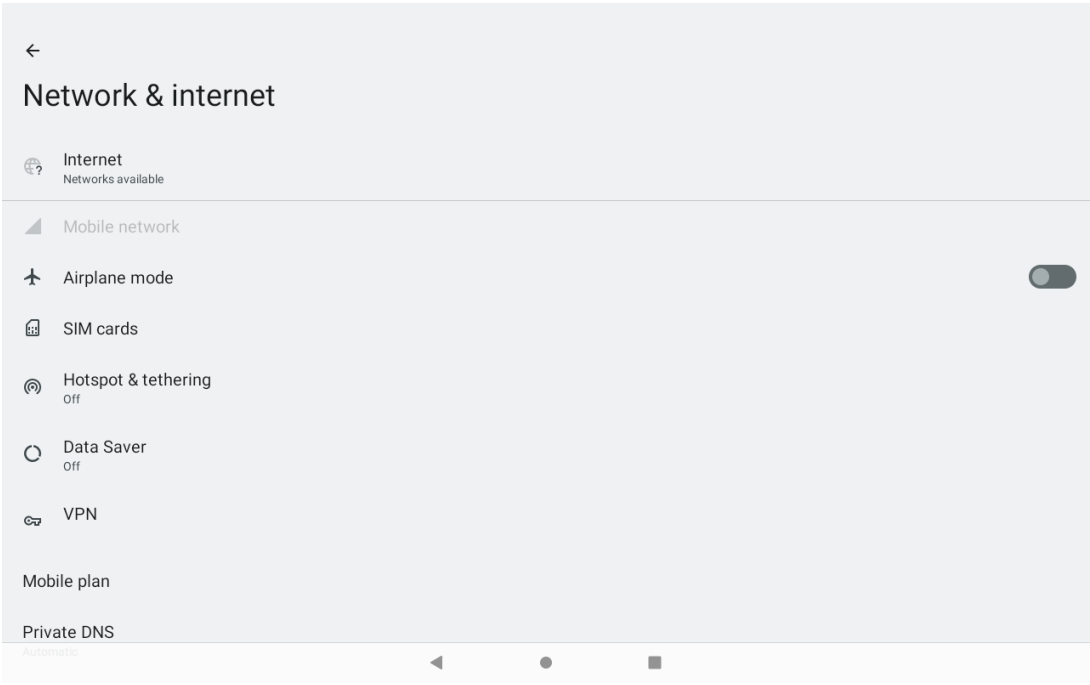 Network & internet
Internet
Networks available
Mobile network
Airplane mode
SIM cards
Hotspot & tethering
Off
Data Saver
Off
VPN
Mobile plan
Private DNS
Automatic